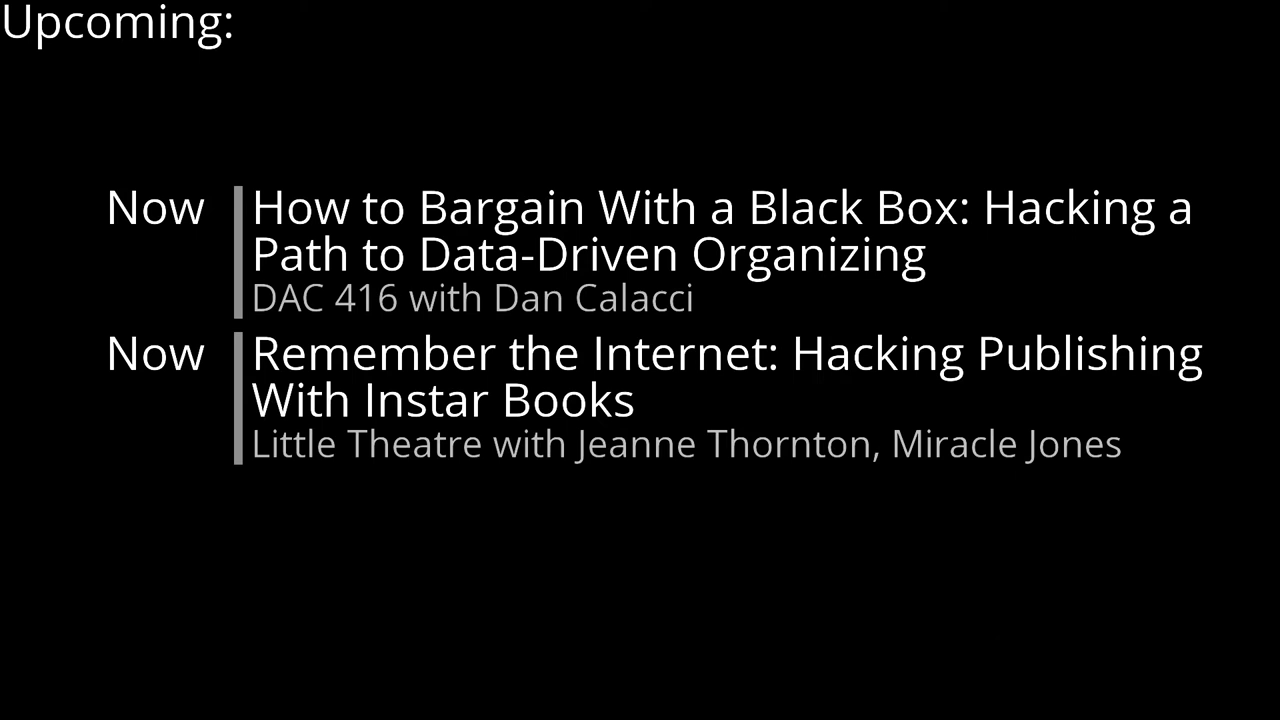 Upcoming:
Now
How to Bargain With a Black Box: Hacking a
Path to Data-Driven Organizing
DAC 416 with Dan Calacci
Now
Remember the Internet: Hacking Publishing
With Instar Books
Little Theatre with Jeanne Thornton, Miracle Jones